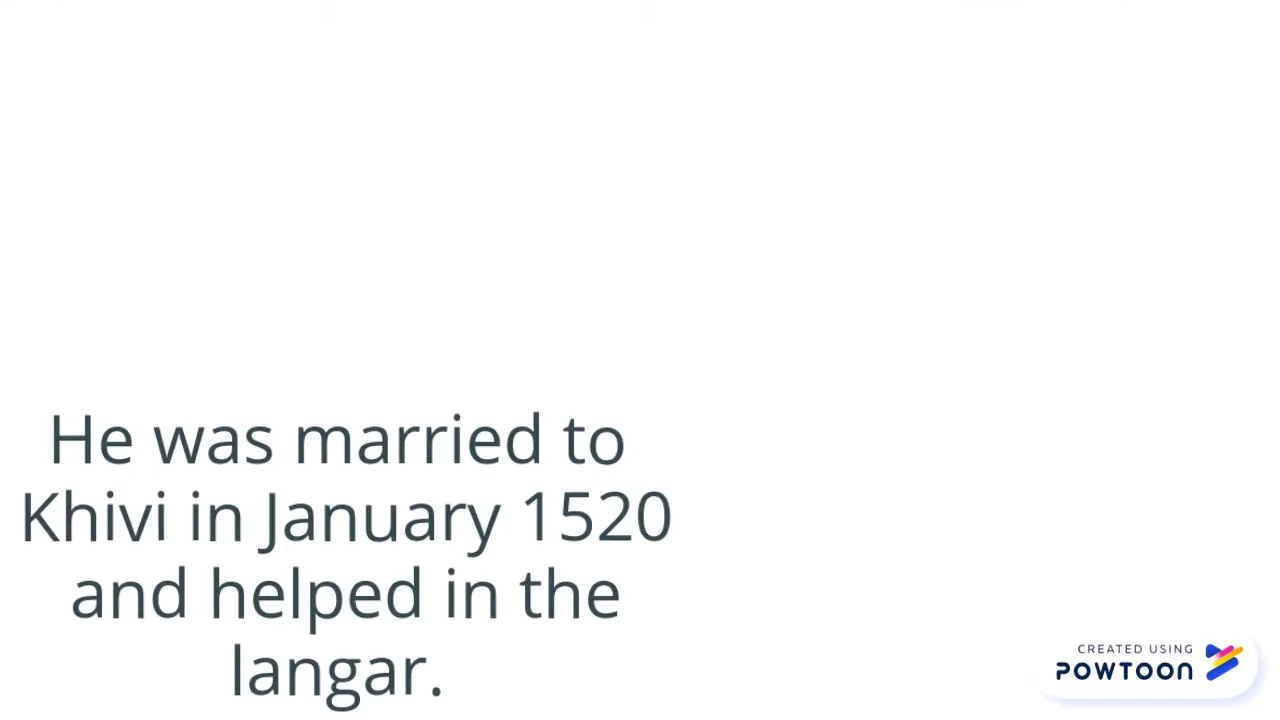 He was married to
Khivi in January 1520
and helped in the
langar.
CREATED USING
POWTOON